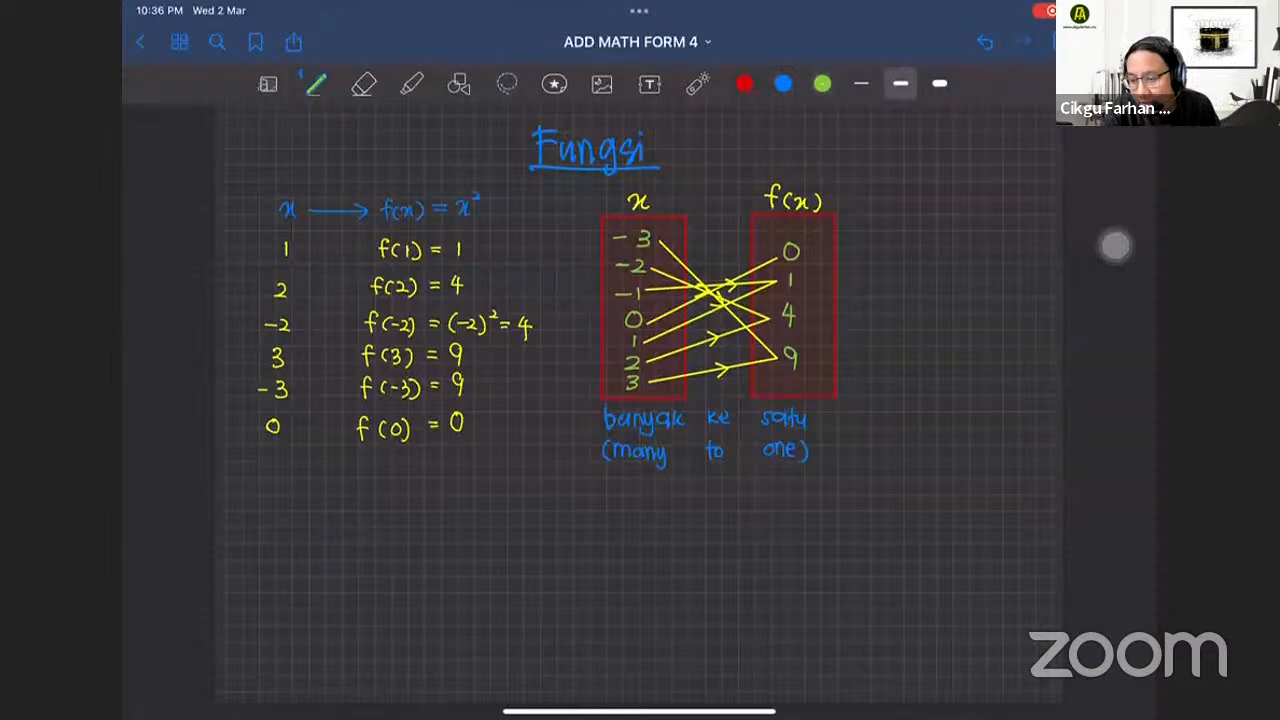 10:36 PM Wed 2 Mar
ADD MATH FORM 4
T
Cikgu Farhan ...
Fungsi
x → f(x) = x²
1 f(1) = 1
2 f(2) = 4
-2 f(-2) = (-2)² = 4
3 f(3) = 9
-3 f(-3) = 9
0 f(0) = 0
x f(x)
-3
-2
-1
0
1
2
3
0
1
4
9
banyak ke satu
(many to one)
zoom